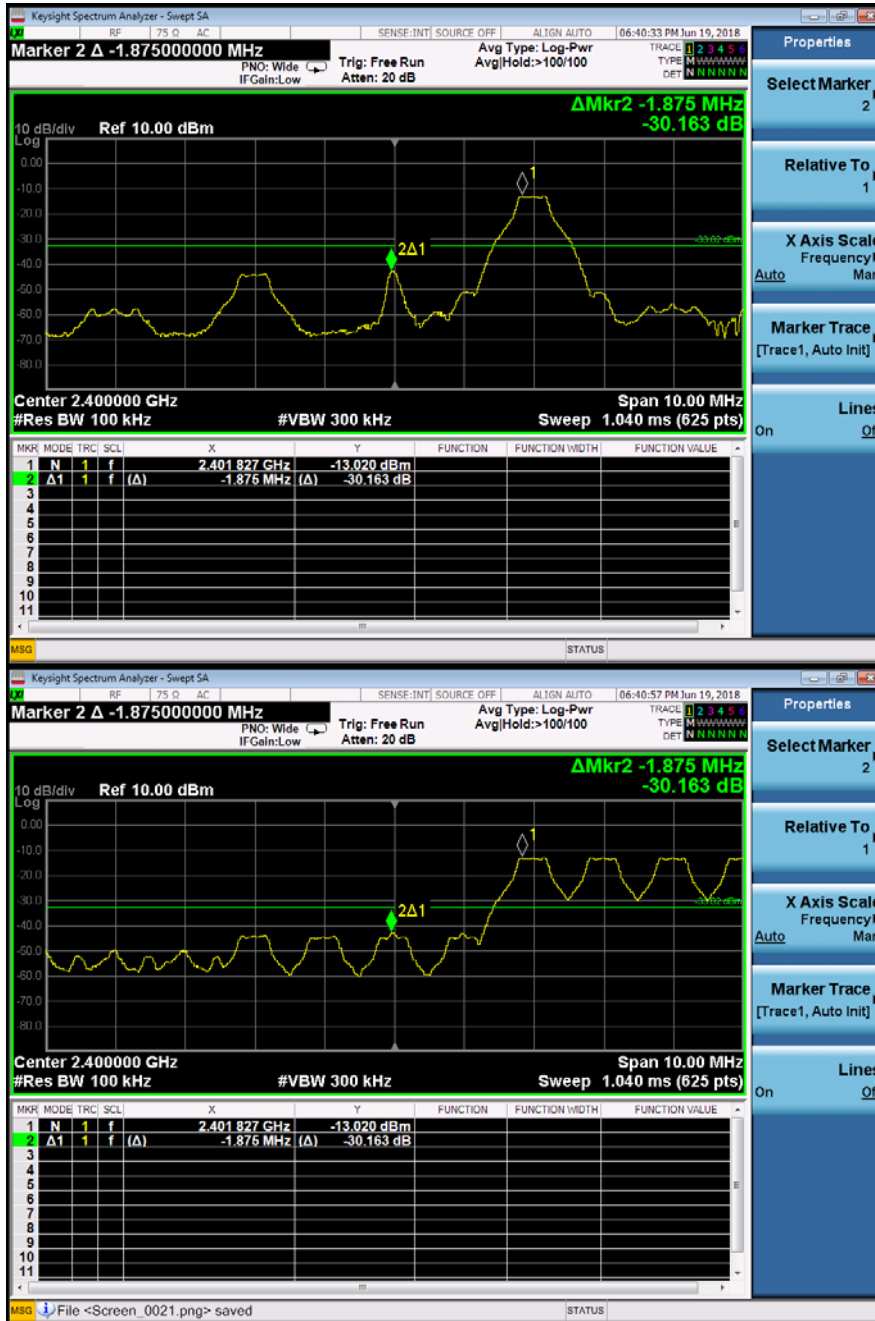 Keysight Spectrum Analyzer - Swept SA
LXI RF 75 Ω AC SENSE:INT SOURCE OFF ALIGN AUTO 06:40:33 PM Jun 19, 2018
Marker 2 Δ -1.875000000 MHz
PNO: Wide
IFGain:Low
Trig: Free Run
Atten: 20 dB
Avg Type: Log-Pwr
Avg|Hold:>100/100
TRACE 1 2 3 4 5 6
TYPE M WWWWW
DET N N N N N N
ΔMkr2 -1.875 MHz
-30.163 dB
10 dB/div Ref 10.00 dBm
Log
0.00
-10.0
-20.0
-30.0
-40.0
-50.0
-60.0
-70.0
-80.0
1
2Δ1
-33.02 dBm
Center 2.400000 GHz Span 10.00 MHz
#Res BW 100 kHz #VBW 300 kHz Sweep 1.040 ms (625 pts)
MKR MODE TRC SCL X Y FUNCTION FUNCTION WIDTH FUNCTION VALUE
1 N 1 f 2.401 827 GHz -13.020 dBm
2 Δ1 1 f (Δ) -1.875 MHz (Δ) -30.163 dB
3
4
5
6
7
8
9
10
11
MSG STATUS
Properties
Select Marker
2
Relative To
1
X Axis Scale
Frequency
Auto Man
Marker Trace
[Trace1, Auto Init]
Lines
On Of
Keysight Spectrum Analyzer - Swept SA
LXI RF 75 Ω AC SENSE:INT SOURCE OFF ALIGN AUTO 06:40:57 PM Jun 19, 2018
Marker 2 Δ -1.875000000 MHz
PNO: Wide
IFGain:Low
Trig: Free Run
Atten: 20 dB
Avg Type: Log-Pwr
Avg|Hold:>100/100
TRACE 1 2 3 4 5 6
TYPE M WWWWW
DET N N N N N N
ΔMkr2 -1.875 MHz
-30.163 dB
10 dB/div Ref 10.00 dBm
Log
0.00
-10.0
-20.0
-30.0
-40.0
-50.0
-60.0
-70.0
-80.0
1
2Δ1
-33.02 dBm
Center 2.400000 GHz Span 10.00 MHz
#Res BW 100 kHz #VBW 300 kHz Sweep 1.040 ms (625 pts)
MKR MODE TRC SCL X Y FUNCTION FUNCTION WIDTH FUNCTION VALUE
1 N 1 f 2.401 827 GHz -13.020 dBm
2 Δ1 1 f (Δ) -1.875 MHz (Δ) -30.163 dB
3
4
5
6
7
8
9
10
11
MSG File <Screen_0021.png> saved STATUS
Properties
Select Marker
2
Relative To
1
X Axis Scale
Frequency
Auto Man
Marker Trace
[Trace1, Auto Init]
Lines
On Of